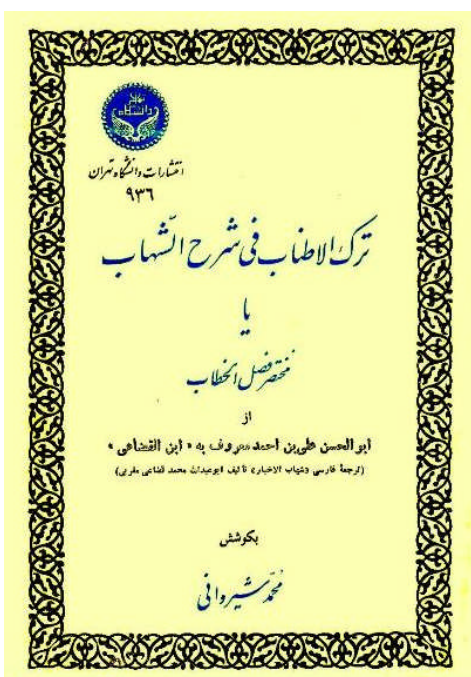 دانشگاه
انتشارات دانشگاه تهران
۹۳۶
ترک الاطناب فی شرح الشهاب
یا
مختصر فصل الخطاب
از
ابوالحسن علی بن احمد معروف به «ابن القضاعی»
(ترجمهٔ فارسی «شهاب الاخبار» تألیف ابوعبدالله محمد قضاعی مغربی)
بکوشش
محمد شیروانی